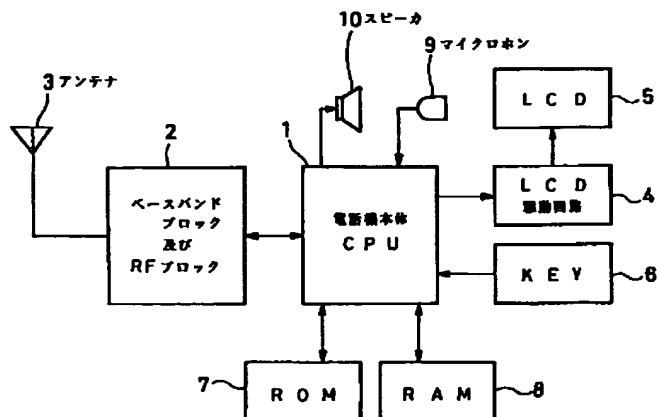 10 スピーカ
9 マイクロホン
3 アンテナ
5
LCD
2
1
ベースバンド
ブロック
及び
RFブロック
電話機本体
CPU
LCD
駆動回路
4
KEY
6
7
ROM
RAM
8